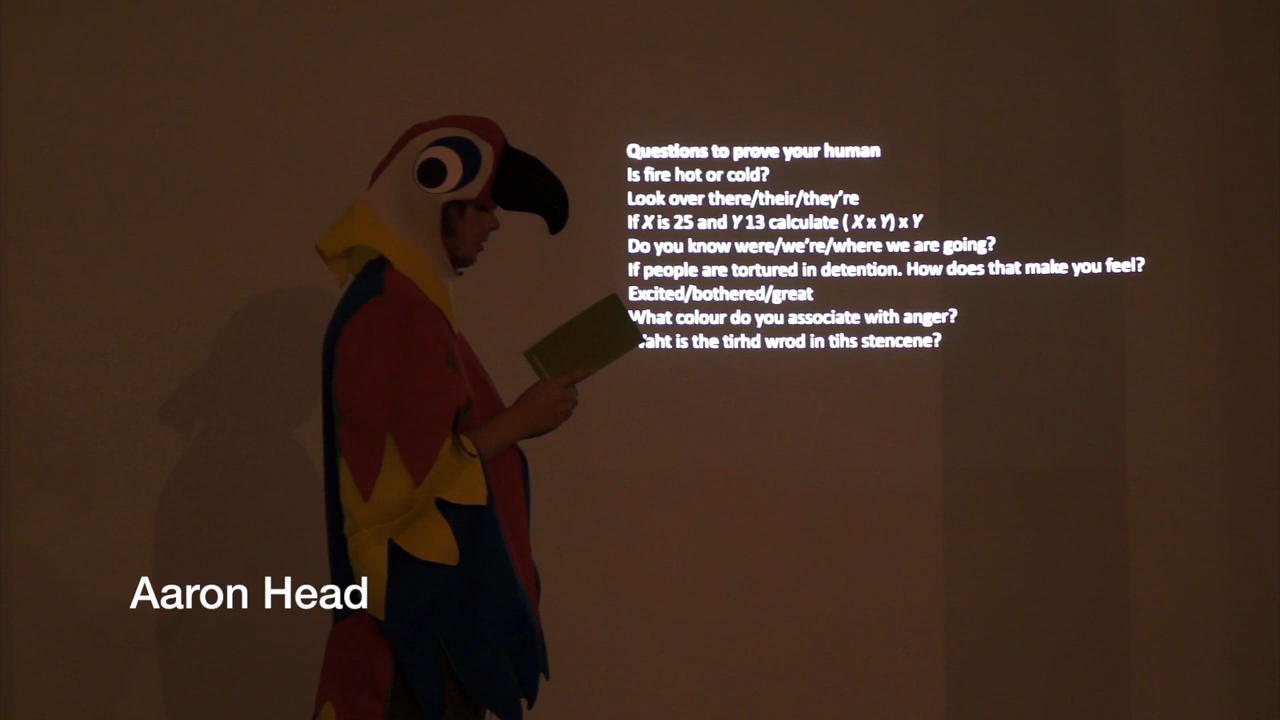 Questions to prove your human
Is fire hot or cold?
Look over there/their/they're
If X is 25 and Y 13 calculate ( X x Y) x Y
Do you know were/we're/where we are going?
If people are tortured in detention. How does that make you feel?
Excited/bothered/great
What colour do you associate with anger?
is the tirhd wrod in tihs stencene?
Aaron Head